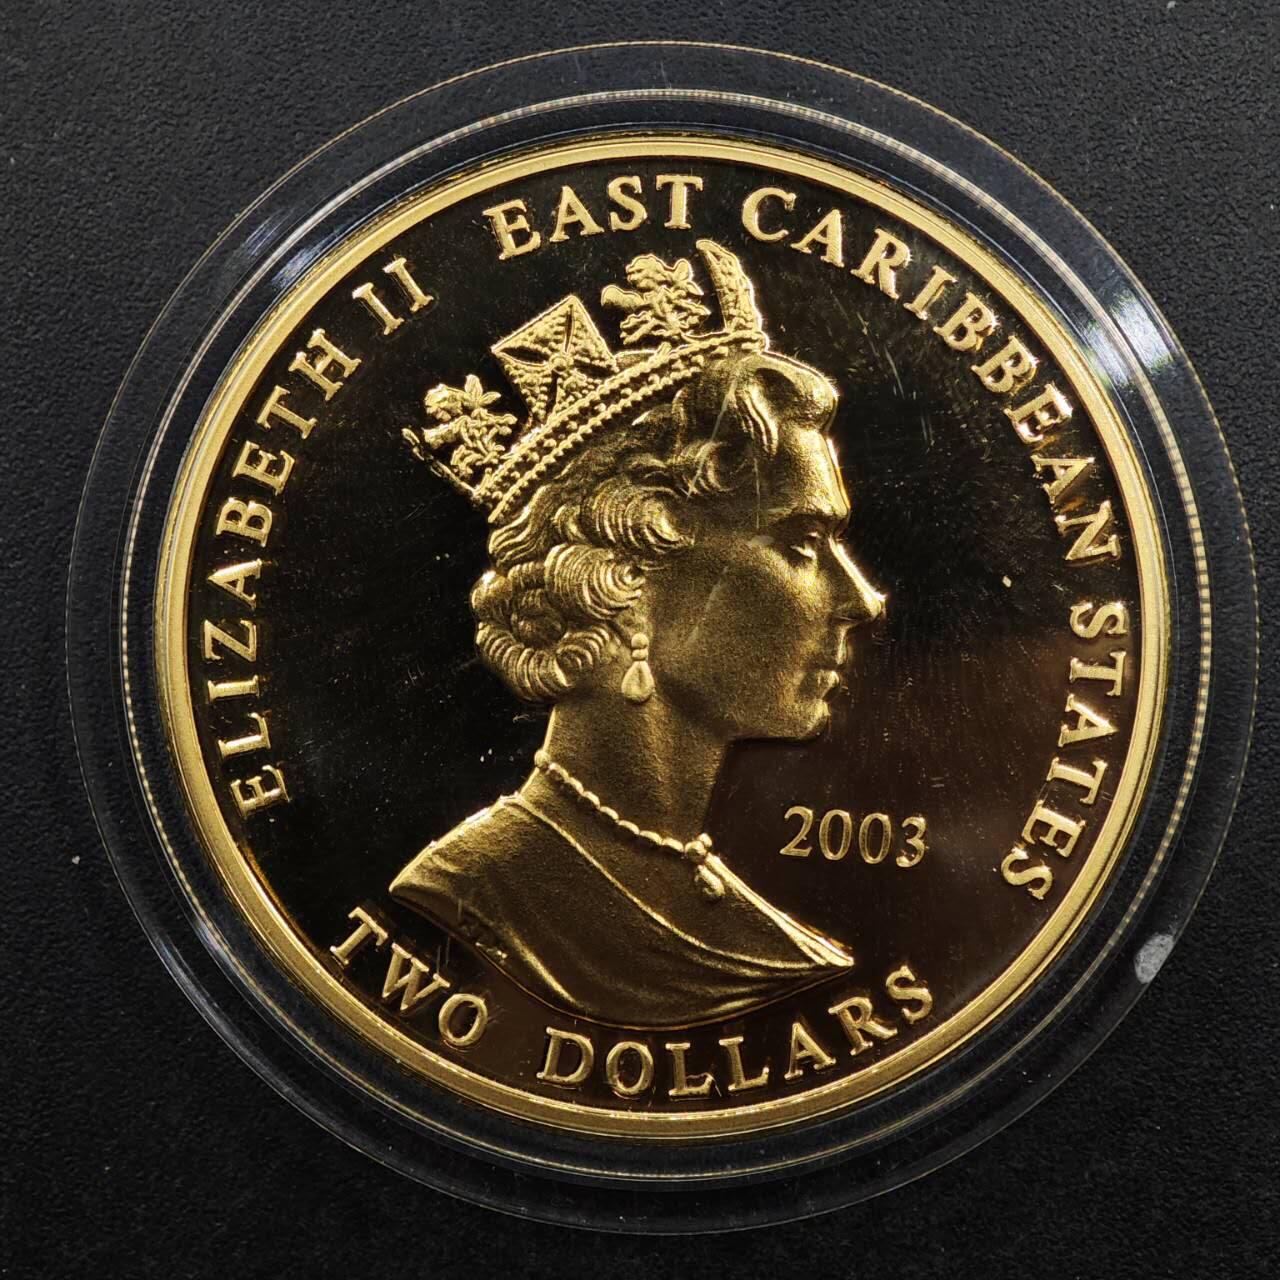 ELIZABETH II EAST CARIBBEAN STATES
2003
TWO DOLLARS